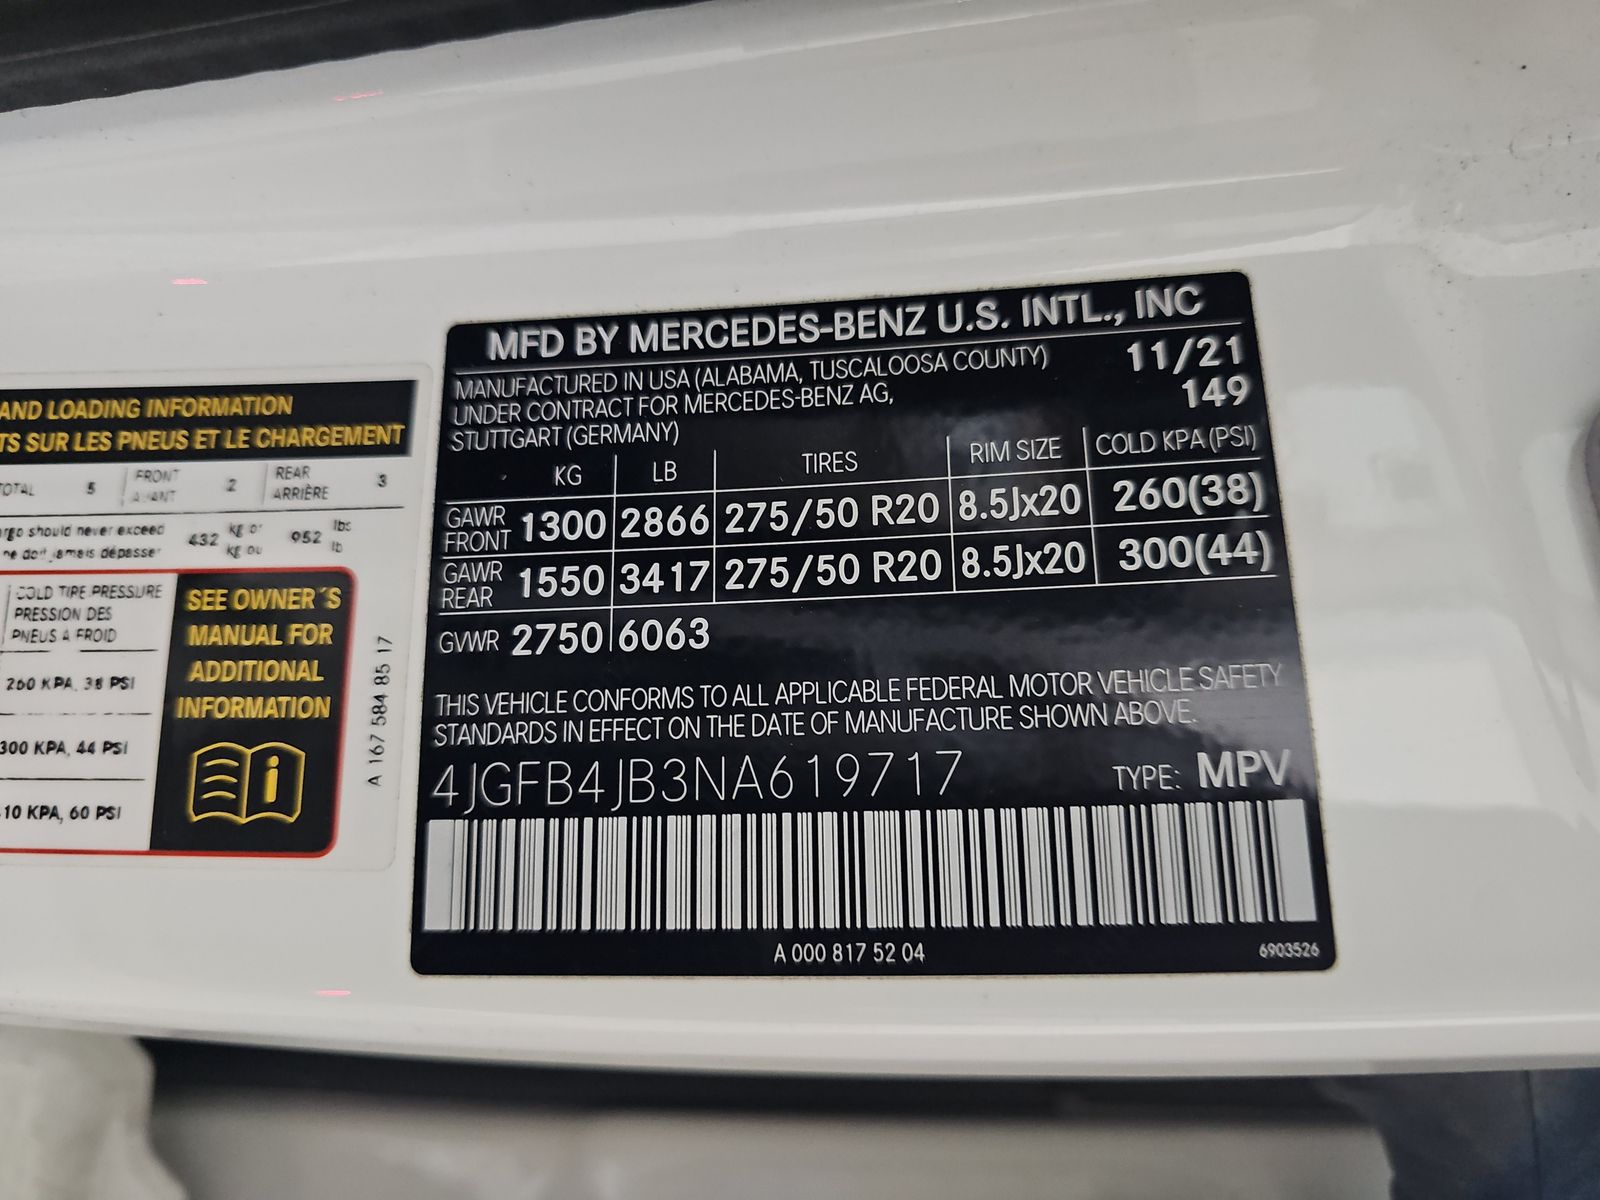 AND LOADING INFORMATION
TS SUR LES PNEUS ET LE CHARGEMENT
TOTAL 5 FRONT AVANT 2 REAR ARRIÈRE 3
should never exceed
ne doit jamais dépasser
432 kg or kg ou 952 lbs lb
COLD TIRE PRESSURE
PRESSION DES
PNEUS A FROID
260 KPA, 38 PSI
300 KPA, 44 PSI
10 KPA, 60 PSI
SEE OWNER´S
MANUAL FOR
ADDITIONAL
INFORMATION
A 167 584 85 17
MFD BY MERCEDES-BENZ U.S. INTL., INC
MANUFACTURED IN USA (ALABAMA, TUSCALOOSA COUNTY) 11/21
UNDER CONTRACT FOR MERCEDES-BENZ AG, 149
STUTTGART (GERMANY)
KG LB TIRES RIM SIZE COLD KPA (PSI)
GAWR FRONT 1300 2866 275/50 R20 8.5Jx20 260(38)
GAWR REAR 1550 3417 275/50 R20 8.5Jx20 300(44)
GVWR 2750 6063
THIS VEHICLE CONFORMS TO ALL APPLICABLE FEDERAL MOTOR VEHICLE SAFETY
STANDARDS IN EFFECT ON THE DATE OF MANUFACTURE SHOWN ABOVE.
4JGFB4JB3NA619717 TYPE: MPV
A 000 817 52 04 6903526